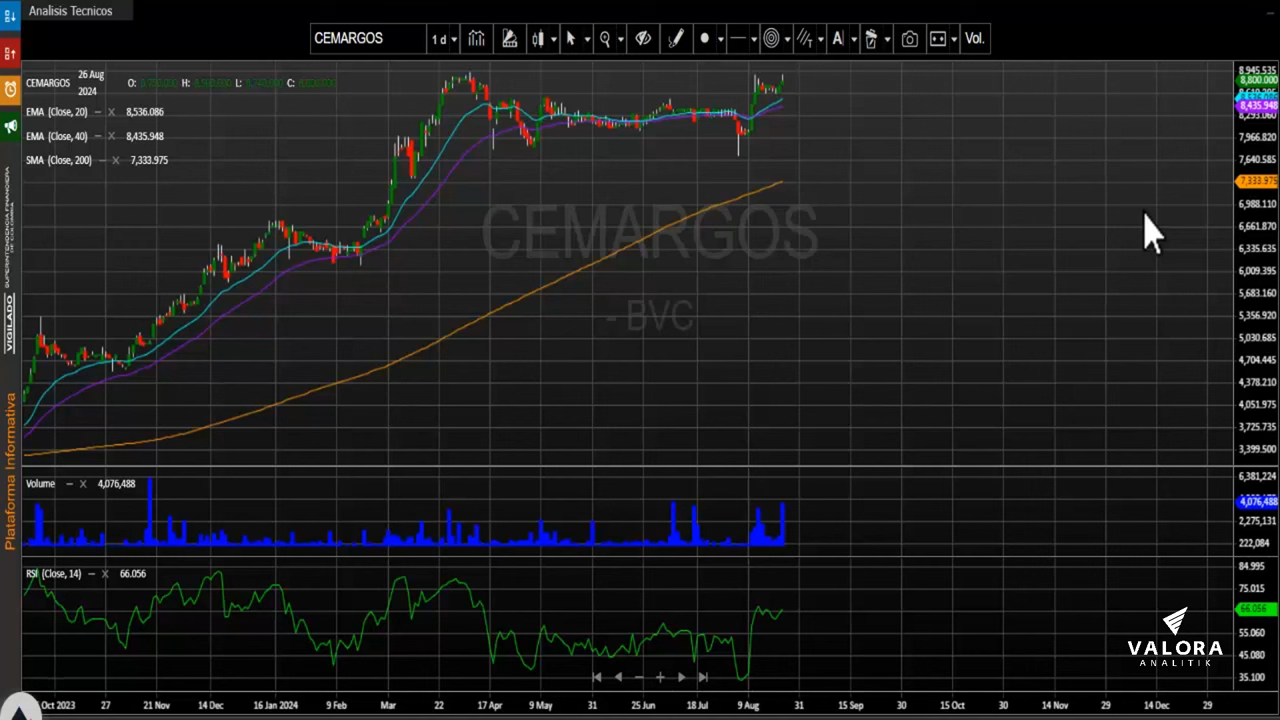 Analisis Tecnicos
CEMARGOS
1 d
A
Vol.
CEMARGOS
26 Aug
2024
O:
H:
L:
C:
EMA (Close, 20)
8,536.086
EMA (Close, 40)
8,435.948
SMA (Close, 200)
7,333.975
CEMARGOS
- BVC
8,945.535
8,800.000
8,435.948
8,293.060
7,966.820
7,640.585
7,333.975
6,988.110
6,661.870
6,335.635
6,009.395
5,683.160
5,356.920
5,030.685
4,704.445
4,378.210
4,051.975
3,725.735
3,399.500
Volume
4,076,488
6,381,224
4,076,488
2,275,131
222,084
RSI (Close, 14)
66.056
84.995
75.015
66.056
55.060
45.080
35.100
VALORA
ANALITIK
VIGILADO
SUPERINTENDENCIA FINANCIERA
DE COLOMBIA
Plataforma Informativa
Oct 2023
27
21 Nov
14 Dec
16 Jan 2024
9 Feb
Mar
22
17 Apr
9 May
31
25 Jun
18 Jul
9 Aug
31
15 Sep
15 Oct
29
14 Nov
14 Dec
29